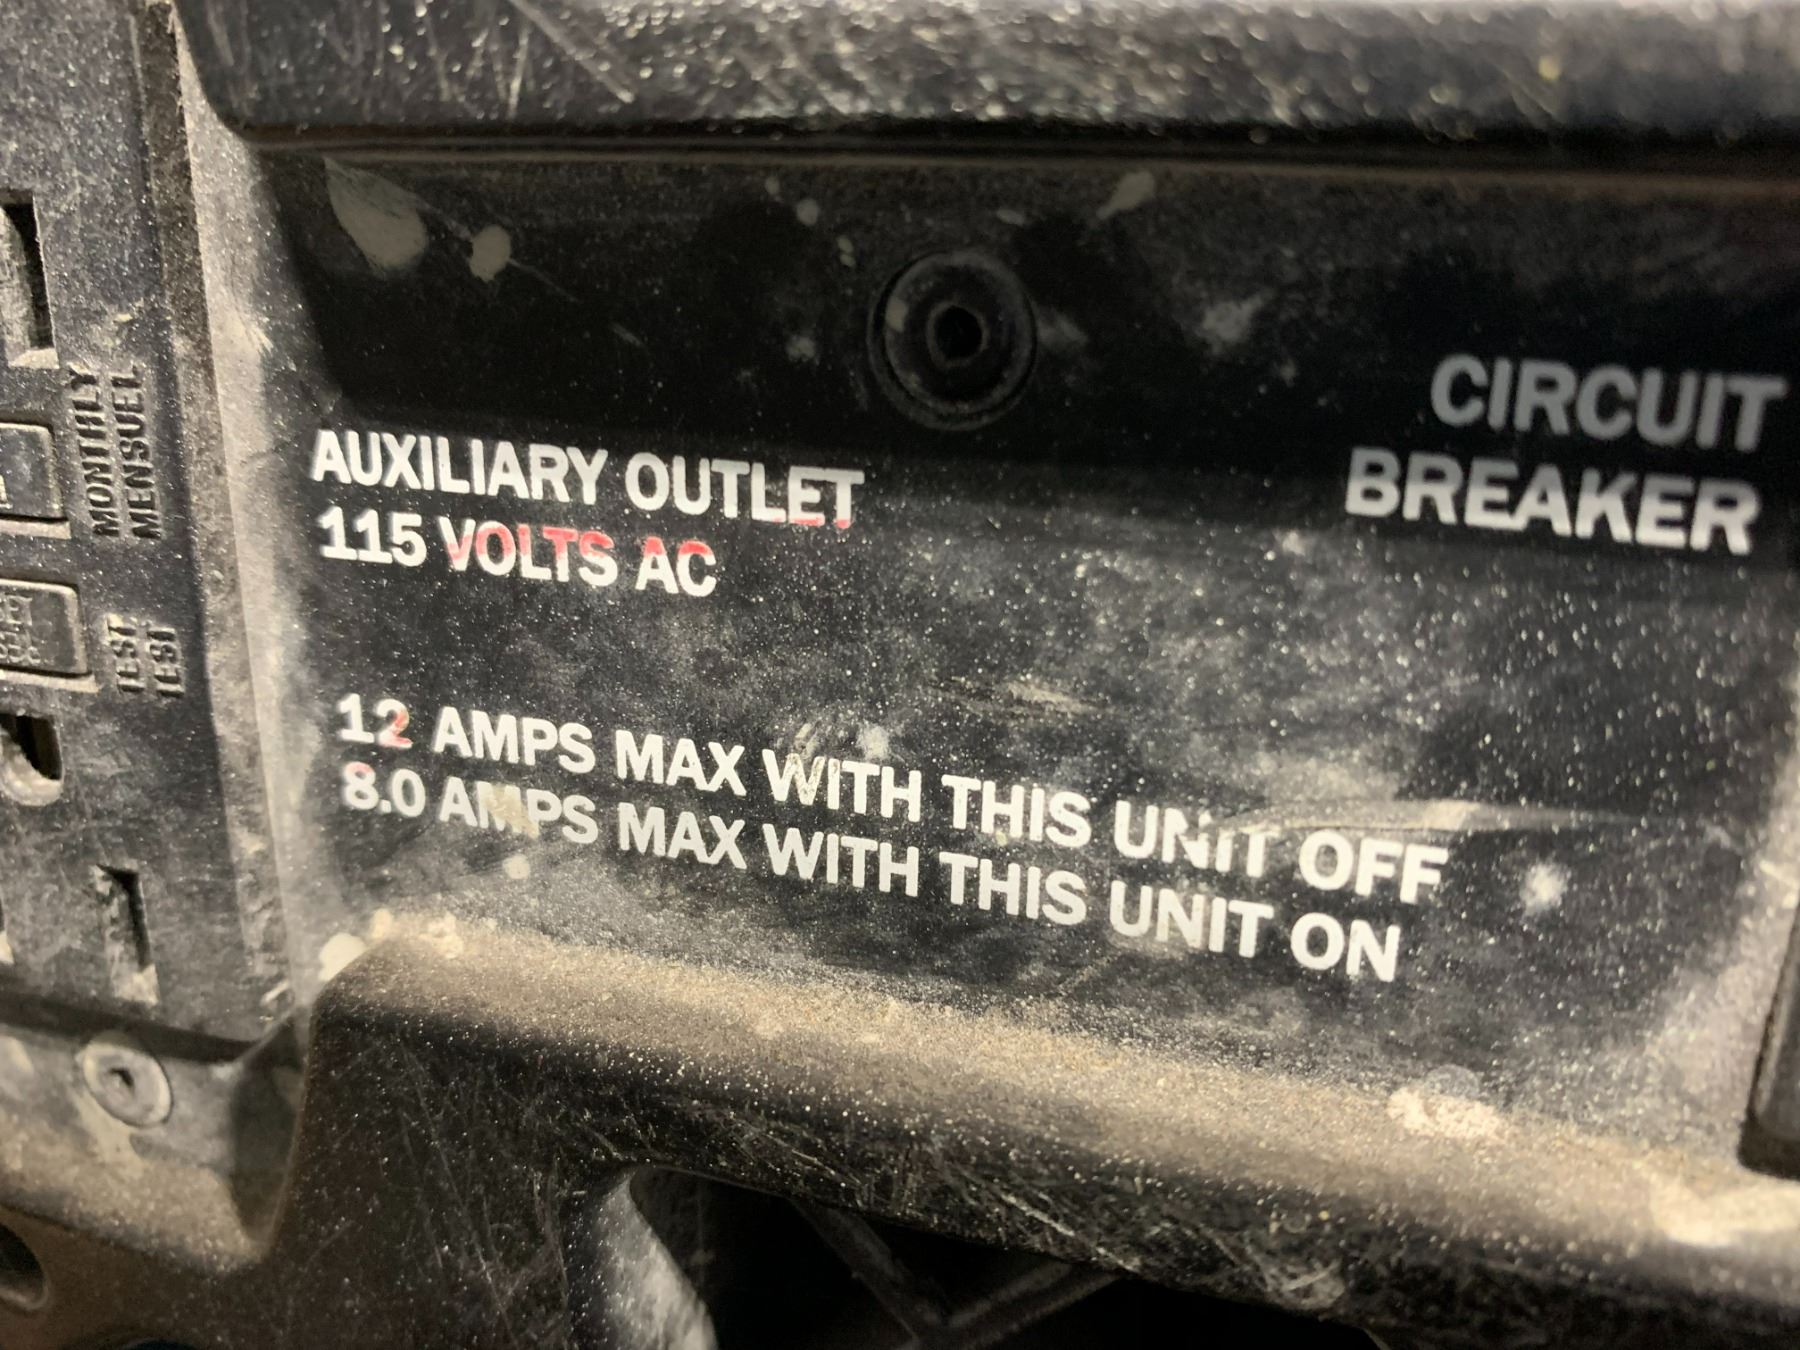 AUXILIARY OUTLET
115 VOLTS AC
12 AMPS MAX WITH THIS UNIT OFF
8.0 AMPS MAX WITH THIS UNIT ON
CIRCUIT
BREAKER
MONTHLY
MENSUEL
TEST
TEST